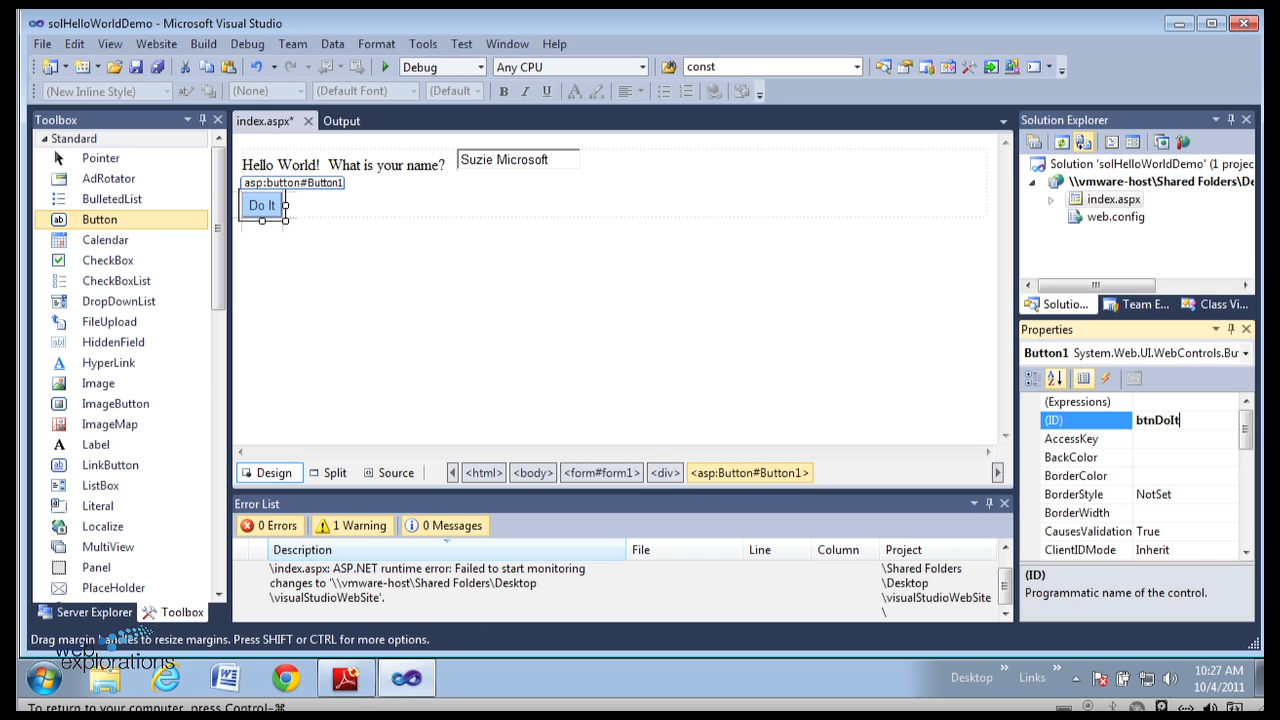 solHelloWorldDemo - Microsoft Visual Studio
File Edit View Website Build Debug Team Data Format Tools Test Window Help
Debug Any CPU const
(New Inline Style) (None) (Default Font) (Default B I U A
Toolbox
Standard
Pointer
AdRotator
BulletedList
Button
Calendar
CheckBox
CheckBoxList
DropDownList
FileUpload
HiddenField
HyperLink
Image
ImageButton
ImageMap
Label
LinkButton
ListBox
Literal
Localize
MultiView
Panel
PlaceHolder
Server Explorer Toolbox
index.aspx* Output
Hello World! What is your name? Suzie Microsoft
asp:button#Button1
Do It
Design Split Source <html> <body> <form#form1> <div> <asp:Button#Button1>
Error List
0 Errors 1 Warning 0 Messages
Description File Line Column Project
\index.aspx: ASP.NET runtime error: Failed to start monitoring
changes to '\\vmware-host\Shared Folders\Desktop
\visualStudioWebSite'.
\Shared Folders
\Desktop
\visualStudioWebSite
\
Solution Explorer
Solution 'solHelloWorldDemo' (1 projec
\\vmware-host\Shared Folders\De
index.aspx
web.config
Solutio... Team E... Class Vi...
Properties
Button1 System.Web.UI.WebControls.Bu
(Expressions)
(ID) btnDoIt
AccessKey
BackColor
BorderColor
BorderStyle NotSet
BorderWidth
CausesValidation True
ClientIDMode Inherit
(ID)
Programmatic name of the control.
Drag margin handles to resize margins. Press SHIFT or CTRL for more options.
web
explorations
Desktop Links 10:27 AM
10/4/2011
To return to your computer, press Control-⌘